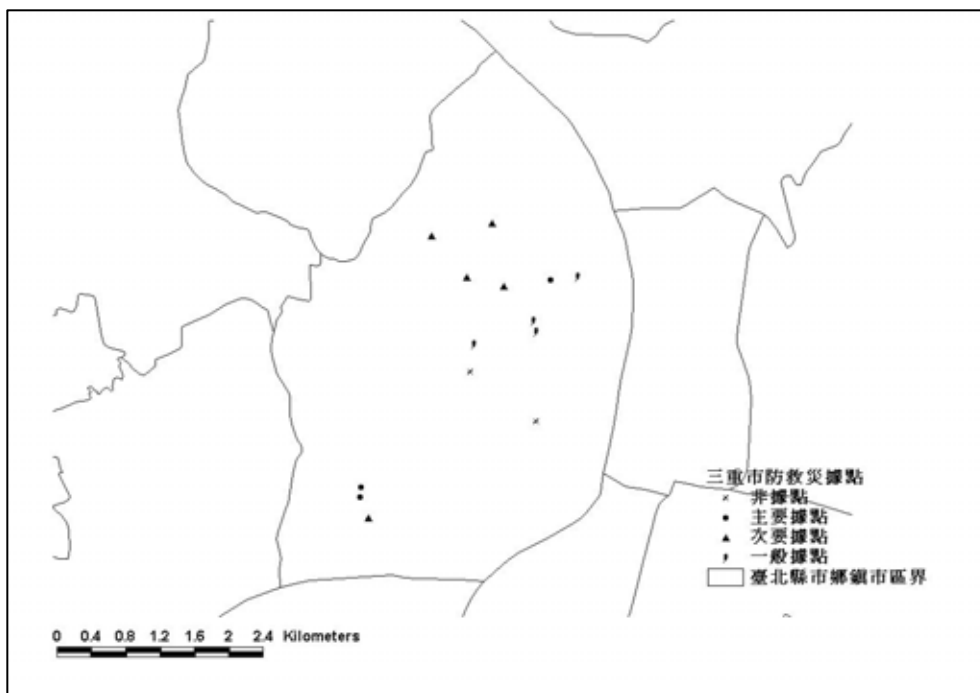 三重市防救災據點
非據點
主要據點
次要據點
一般據點
臺北縣市鄉鎮市區界
0 0.4 0.8 1.2 1.6 2 2.4 Kilometers